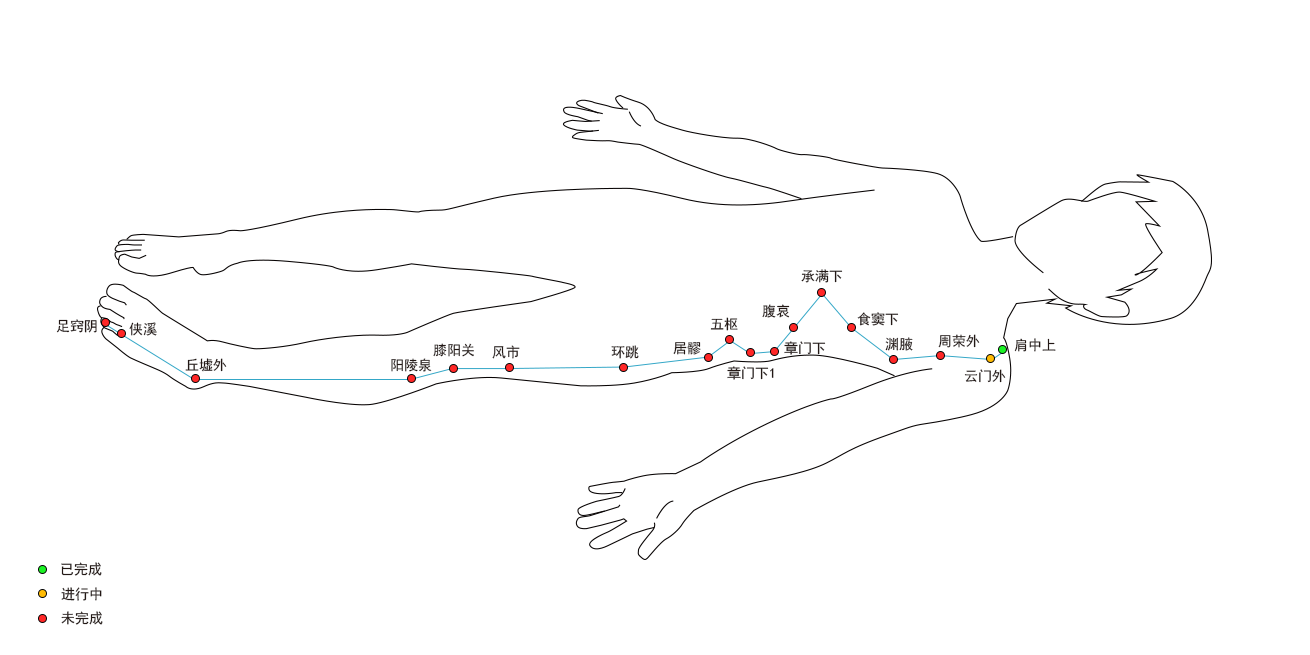 承满下
腹哀
食窦下
五枢
周荣外
渊腋
肩中上
足窍阴
侠溪
居髎
章门下
膝阳关
风市
环跳
丘墟外
阳陵泉
章门下1
云门外
已完成
进行中
未完成